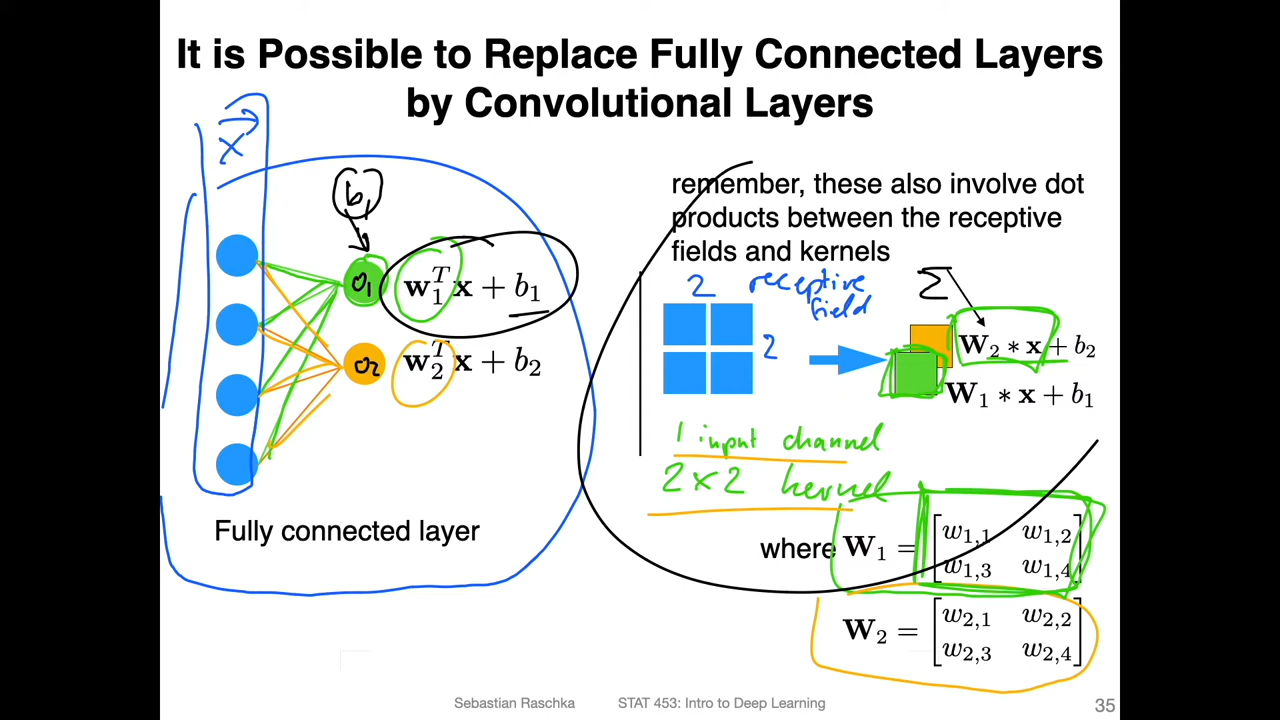 It is Possible to Replace Fully Connected Layers
by Convolutional Layers
x
b₁
remember, these also involve dot
products between the receptive
fields and kernels
o₁
w₁ᵀx + b₁
o₂
w₂ᵀx + b₂
2
receptive
field
2
Σ
W₂ ∗ x + b₂
W₁ ∗ x + b₁
1 input channel
2x2 kernel
Fully connected layer
where W₁ = [w₁,₁ w₁,₂
w₁,₃ w₁,₄]
W₂ = [w₂,₁ w₂,₂
w₂,₃ w₂,₄]
Sebastian Raschka STAT 453: Intro to Deep Learning 35